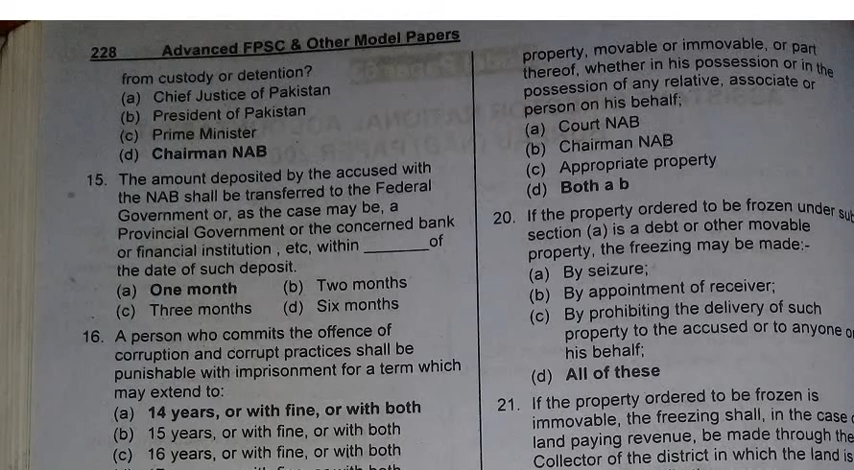 228 Advanced FPSC & Other Model Papers
from custody or detention?
(a) Chief Justice of Pakistan
(b) President of Pakistan
(c) Prime Minister
(d) Chairman NAB
15. The amount deposited by the accused with
the NAB shall be transferred to the Federal
Government or, as the case may be, a
Provincial Government or the concerned bank
or financial institution , etc, within ________of
the date of such deposit.
(a) One month (b) Two months
(c) Three months (d) Six months
16. A person who commits the offence of
corruption and corrupt practices shall be
punishable with imprisonment for a term which
may extend to:
(a) 14 years, or with fine, or with both
(b) 15 years, or with fine, or with both
(c) 16 years, or with fine, or with both
property, movable or immovable, or part
thereof, whether in his possession or in the
possession of any relative, associate or
person on his behalf;
(a) Court NAB
(b) Chairman NAB
(c) Appropriate property
(d) Both a b
20. If the property ordered to be frozen under sub
section (a) is a debt or other movable
property, the freezing may be made:-
(a) By seizure;
(b) By appointment of receiver;
(c) By prohibiting the delivery of such
property to the accused or to anyone on
his behalf;
(d) All of these
21. If the property ordered to be frozen is
immovable, the freezing shall, in the case
land paying revenue, be made through the
Collector of the district in which the land is